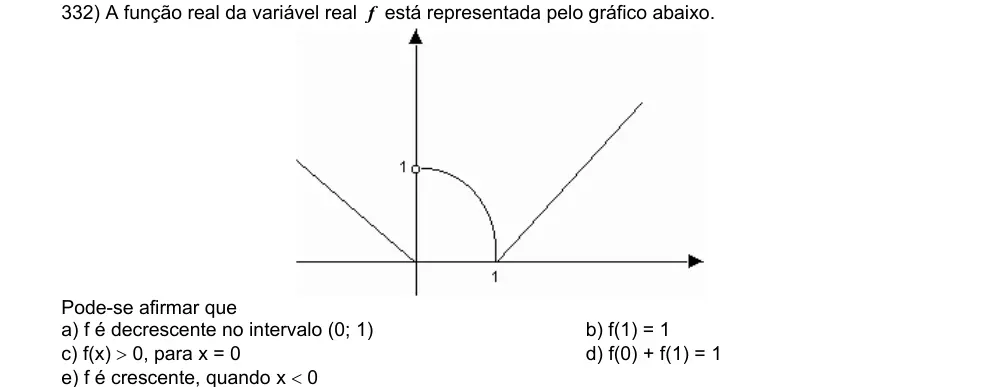 332) A função real da variável real f está representada pelo gráfico abaixo.
1
1
Pode-se afirmar que
a) f é decrescente no intervalo (0; 1) b) f(1) = 1
c) f(x) > 0, para x = 0 d) f(0) + f(1) = 1
e) f é crescente, quando x < 0